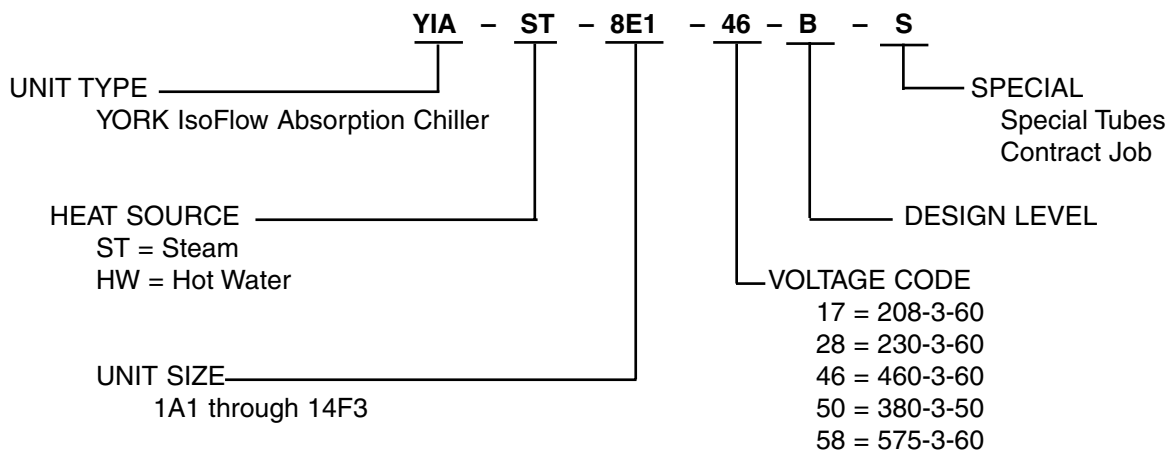 YIA – ST – 8E1 – 46 – B – S
UNIT TYPE
YORK IsoFlow Absorption Chiller
SPECIAL
Special Tubes
Contract Job
HEAT SOURCE
ST = Steam
HW = Hot Water
DESIGN LEVEL
VOLTAGE CODE
17 = 208-3-60
28 = 230-3-60
46 = 460-3-60
50 = 380-3-50
58 = 575-3-60
UNIT SIZE
1A1 through 14F3